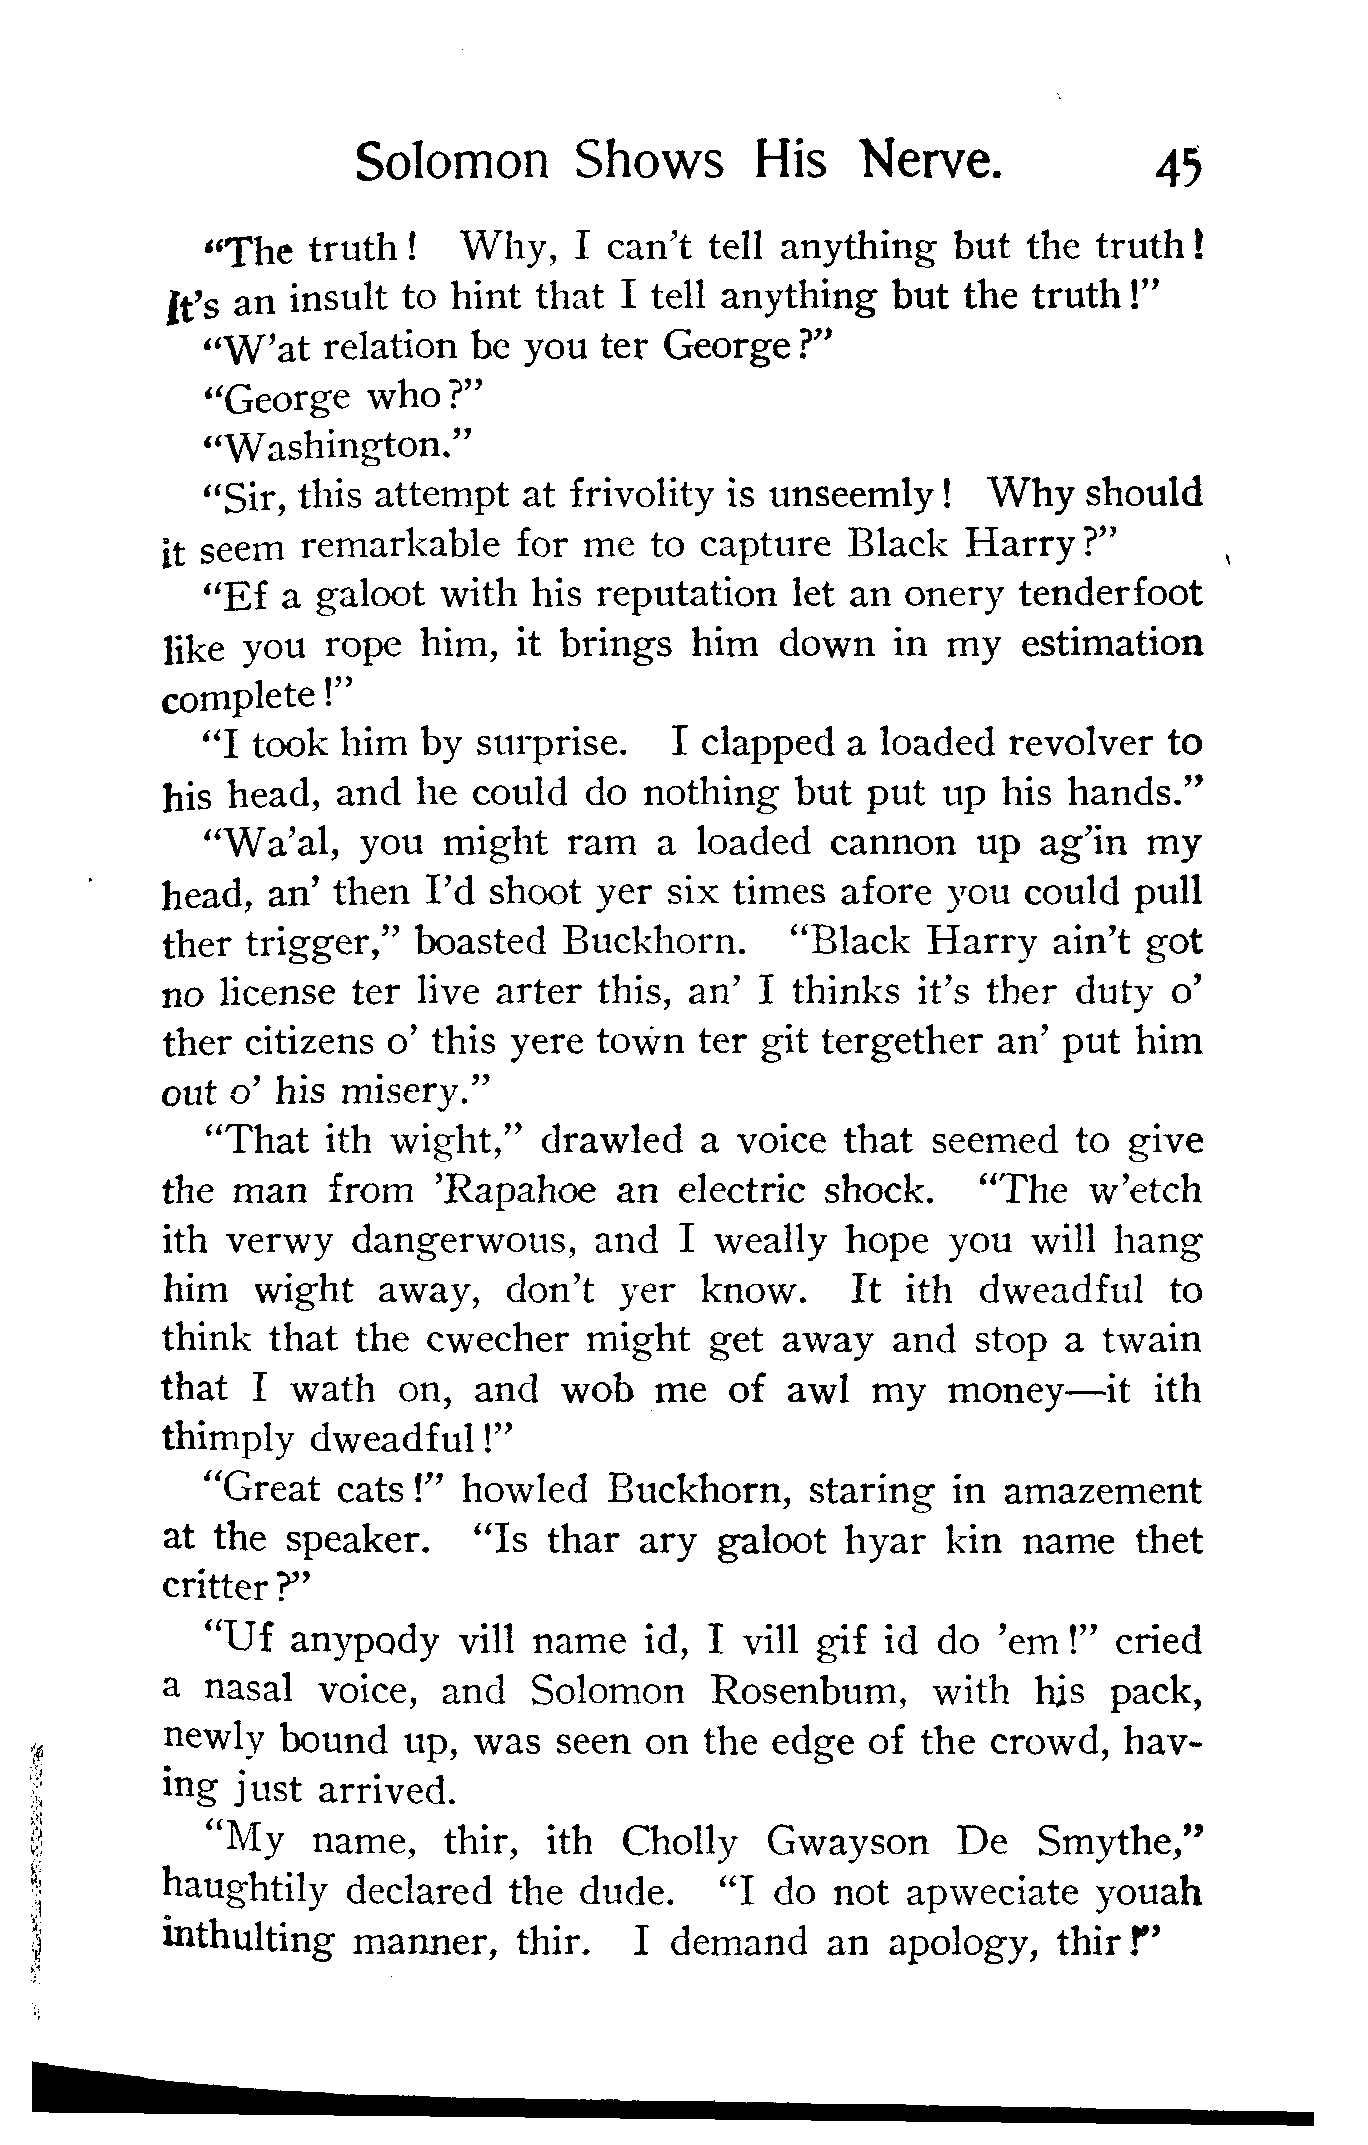 Solomon Shows His Nerve. 45
“The truth! Why, I can’t tell anything but the truth!
It’s an insult to hint that I tell anything but the truth!”
“W’at relation be you ter George?”
“George who?”
“Washington.”
“Sir, this attempt at frivolity is unseemly! Why should
it seem remarkable for me to capture Black Harry?”
“Ef a galoot with his reputation let an onery tenderfoot
like you rope him, it brings him down in my estimation
complete!”
“I took him by surprise. I clapped a loaded revolver to
his head, and he could do nothing but put up his hands.”
“Wa’al, you might ram a loaded cannon up ag’in my
head, an’ then I’d shoot yer six times afore you could pull
ther trigger,” boasted Buckhorn. “Black Harry ain’t got
no license ter live arter this, an’ I thinks it’s ther duty o’
ther citizens o’ this yere town ter git tergether an’ put him
out o’ his misery.”
“That ith wight,” drawled a voice that seemed to give
the man from ’Rapahoe an electric shock. “The w’etch
ith verwy dangerwous, and I weally hope you will hang
him wight away, don’t yer know. It ith dweadful to
think that the cwecher might get away and stop a twain
that I wath on, and wob me of awl my money—it ith
thimply dweadful!”
“Great cats!” howled Buckhorn, staring in amazement
at the speaker. “Is thar ary galoot hyar kin name thet
critter?”
“Uf anypody vill name id, I vill gif id do ’em!” cried
a nasal voice, and Solomon Rosenbum, with his pack,
newly bound up, was seen on the edge of the crowd, hav-
ing just arrived.
“My name, thir, ith Cholly Gwayson De Smythe,”
haughtily declared the dude. “I do not apweciate youah
inthulting manner, thir. I demand an apology, thir!”